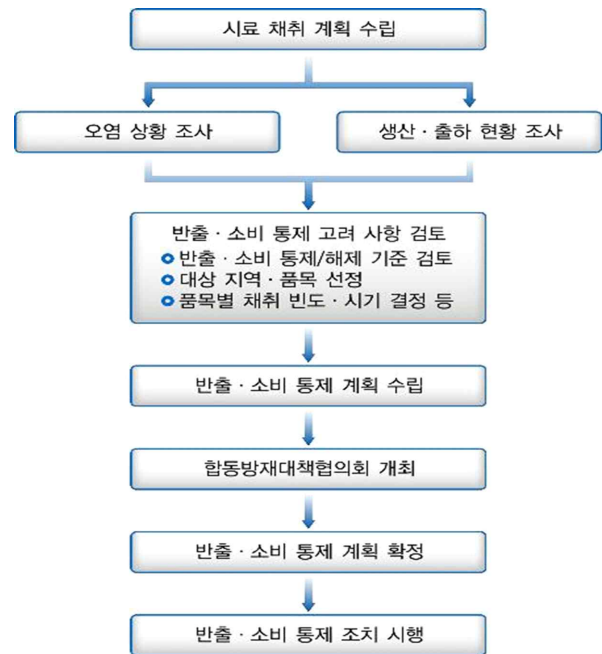 시료 채취 계획 수립
오염 상황 조사
생산 · 출하 현황 조사
반출 · 소비 통제 고려 사항 검토
반출 · 소비 통제/해제 기준 검토
대상 지역 · 품목 선정
품목별 채취 빈도 · 시기 결정 등
반출 · 소비 통제 계획 수립
합동방재대책협의회 개최
반출 · 소비 통제 계획 확정
반출 · 소비 통제 조치 시행